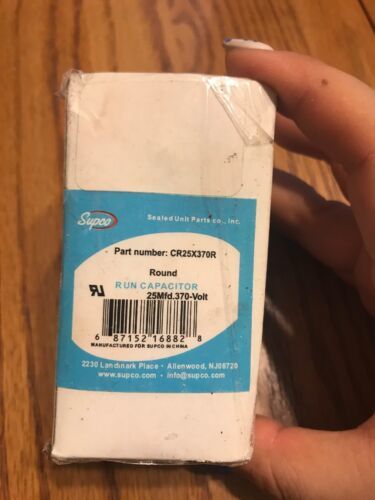 Supco
Sealed Unit Parts co., Inc.
Part number: CR25X370R
Round
RUN CAPACITOR
25Mfd.370-Volt
6 87152 16882 8
MANUFACTURED FOR SUPCO IN CHINA
2230 Landmark Place • Allenwood, NJ08720
www.supco.com • info@supco.com